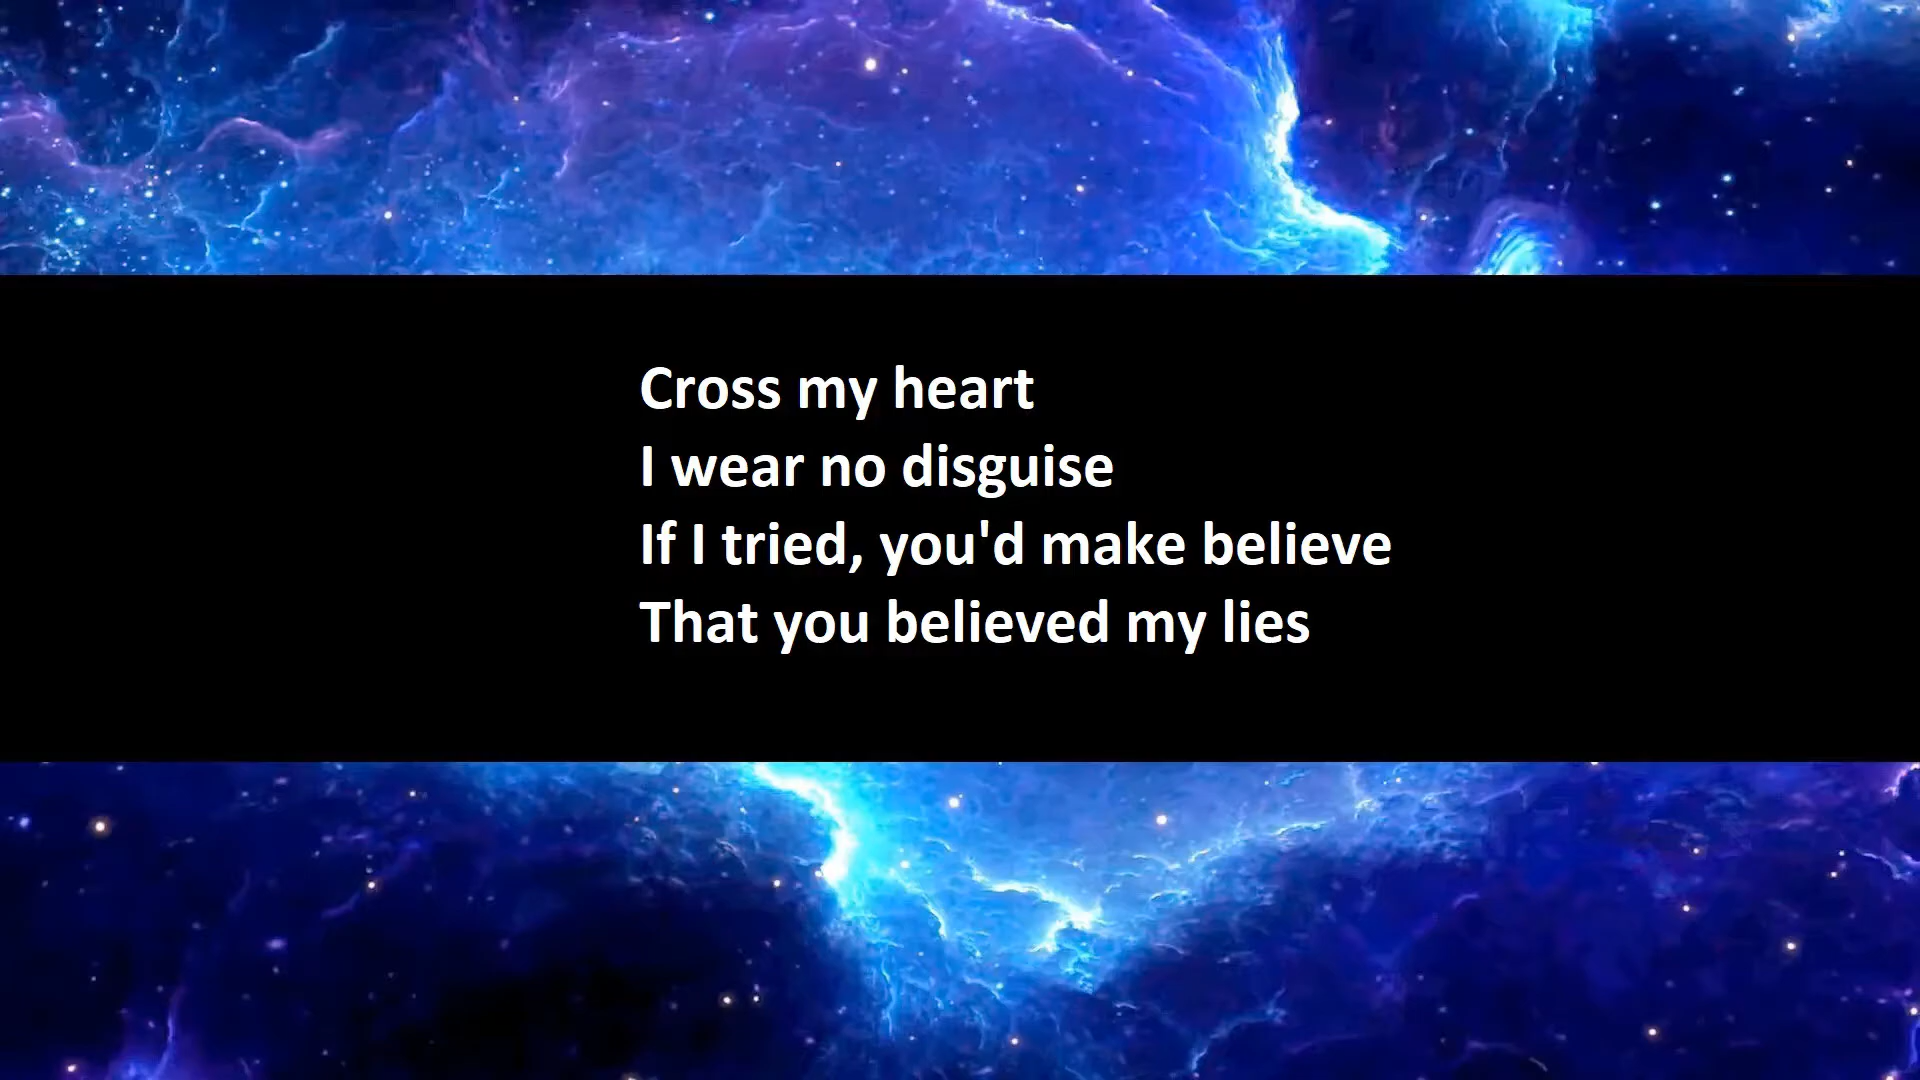 Cross my heart
I wear no disguise
If I tried, you'd make believe
That you believed my lies